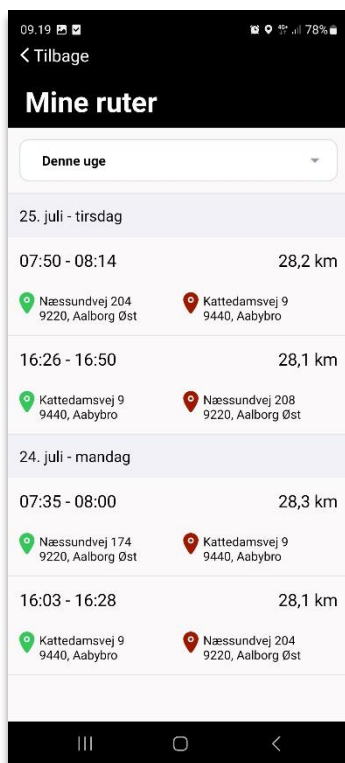 09.19 78%
Tilbage
Mine ruter
Denne uge
25. juli - tirsdag
07:50 - 08:14 28,2 km
Næssundvej 204 Kattedamsvej 9
9220, Aalborg Øst 9440, Aabybro
16:26 - 16:50 28,1 km
Kattedamsvej 9 Næssundvej 208
9440, Aabybro 9220, Aalborg Øst
24. juli - mandag
07:35 - 08:00 28,3 km
Næssundvej 174 Kattedamsvej 9
9220, Aalborg Øst 9440, Aabybro
16:03 - 16:28 28,1 km
Kattedamsvej 9 Næssundvej 204
9440, Aabybro 9220, Aalborg Øst